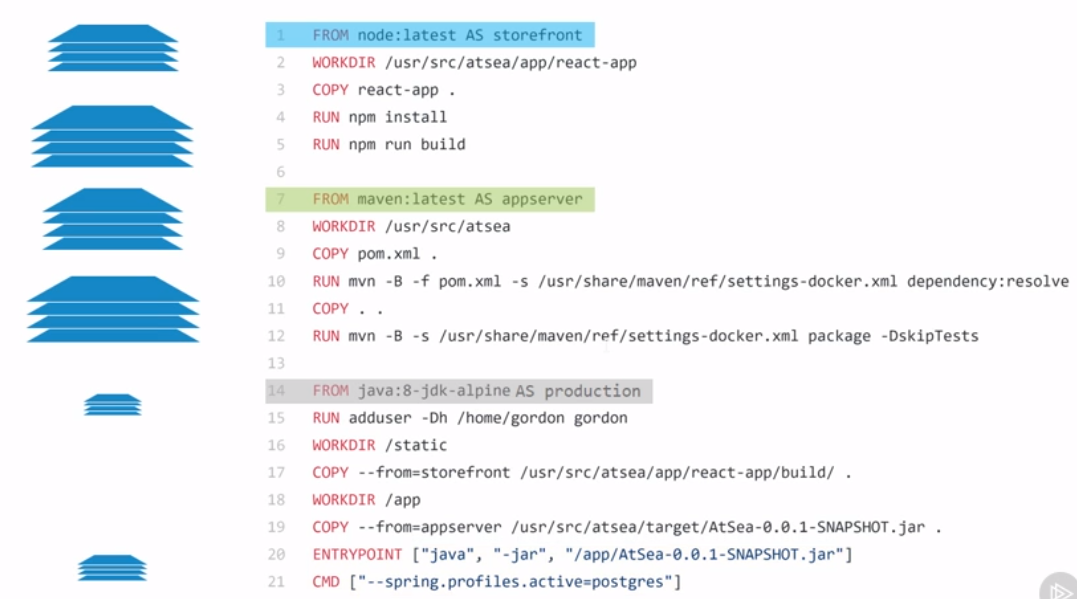 1 FROM node:latest AS storefront
2 WORKDIR /usr/src/atsea/app/react-app
3 COPY react-app .
4 RUN npm install
5 RUN npm run build
6
7 FROM maven:latest AS appserver
8 WORKDIR /usr/src/atsea
9 COPY pom.xml .
10 RUN mvn -B -f pom.xml -s /usr/share/maven/ref/settings-docker.xml dependency:resolve
11 COPY . .
12 RUN mvn -B -s /usr/share/maven/ref/settings-docker.xml package -DskipTests
13
14 FROM java:8-jdk-alpine AS production
15 RUN adduser -Dh /home/gordon gordon
16 WORKDIR /static
17 COPY --from=storefront /usr/src/atsea/app/react-app/build/ .
18 WORKDIR /app
19 COPY --from=appserver /usr/src/atsea/target/AtSea-0.0.1-SNAPSHOT.jar .
20 ENTRYPOINT ["java", "-jar", "/app/AtSea-0.0.1-SNAPSHOT.jar"]
21 CMD ["--spring.profiles.active=postgres"]